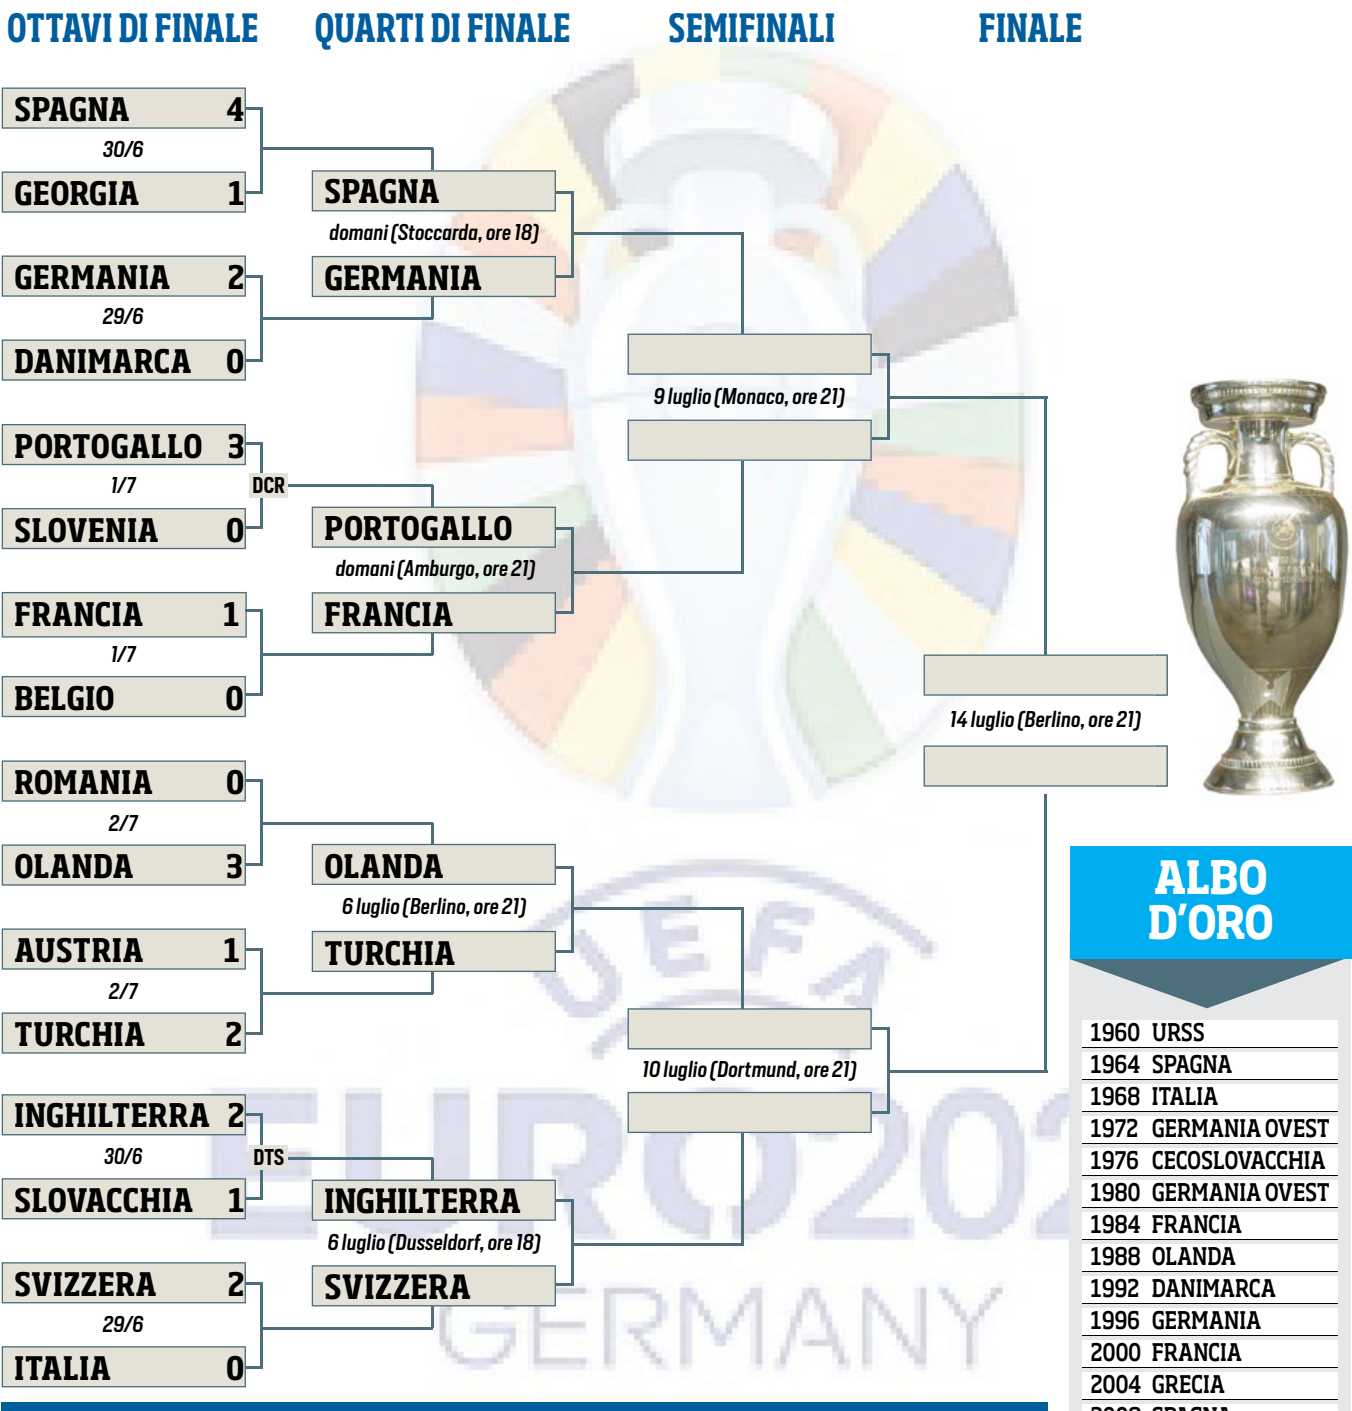 OTTAVI DI FINALE
QUARTI DI FINALE
SEMIFINALI
FINALE
SPAGNA 4
30/6
GEORGIA 1
GERMANIA 2
29/6
DANIMARCA 0
PORTOGALLO 3
1/7
DCR
SLOVENIA 0
FRANCIA 1
1/7
BELGIO 0
ROMANIA 0
2/7
OLANDA 3
AUSTRIA 1
2/7
TURCHIA 2
INGHILTERRA 2
30/6
DTS
SLOVACCHIA 1
SVIZZERA 2
29/6
ITALIA 0
SPAGNA
domani (Stoccarda, ore 18)
GERMANIA
PORTOGALLO
domani (Amburgo, ore 21)
FRANCIA
OLANDA
6 luglio (Berlino, ore 21)
TURCHIA
INGHILTERRA
6 luglio (Dusseldorf, ore 18)
SVIZZERA
9 luglio (Monaco, ore 21)
10 luglio (Dortmund, ore 21)
14 luglio (Berlino, ore 21)
UEFA
EURO202
GERMANY
ALBO
D'ORO
1960 URSS
1964 SPAGNA
1968 ITALIA
1972 GERMANIA OVEST
1976 CECOSLOVACCHIA
1980 GERMANIA OVEST
1984 FRANCIA
1988 OLANDA
1992 DANIMARCA
1996 GERMANIA
2000 FRANCIA
2004 GRECIA
2008 SPAGNA